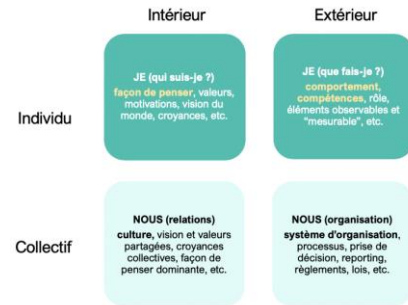 Intérieur
Extérieur
Individu
JE (qui suis-je ?)
façon de penser, valeurs,
motivations, vision du
monde, croyances, etc.
JE (que fais-je ?)
comportement,
compétences, rôle,
éléments observables et
"mesurable", etc.
Collectif
NOUS (relations)
culture, vision et valeurs
partagées, croyances
collectives, façon de
penser dominante, etc.
NOUS (organisation)
système d'organisation,
processus, prise de
décision, reporting,
règlements, lois, etc.